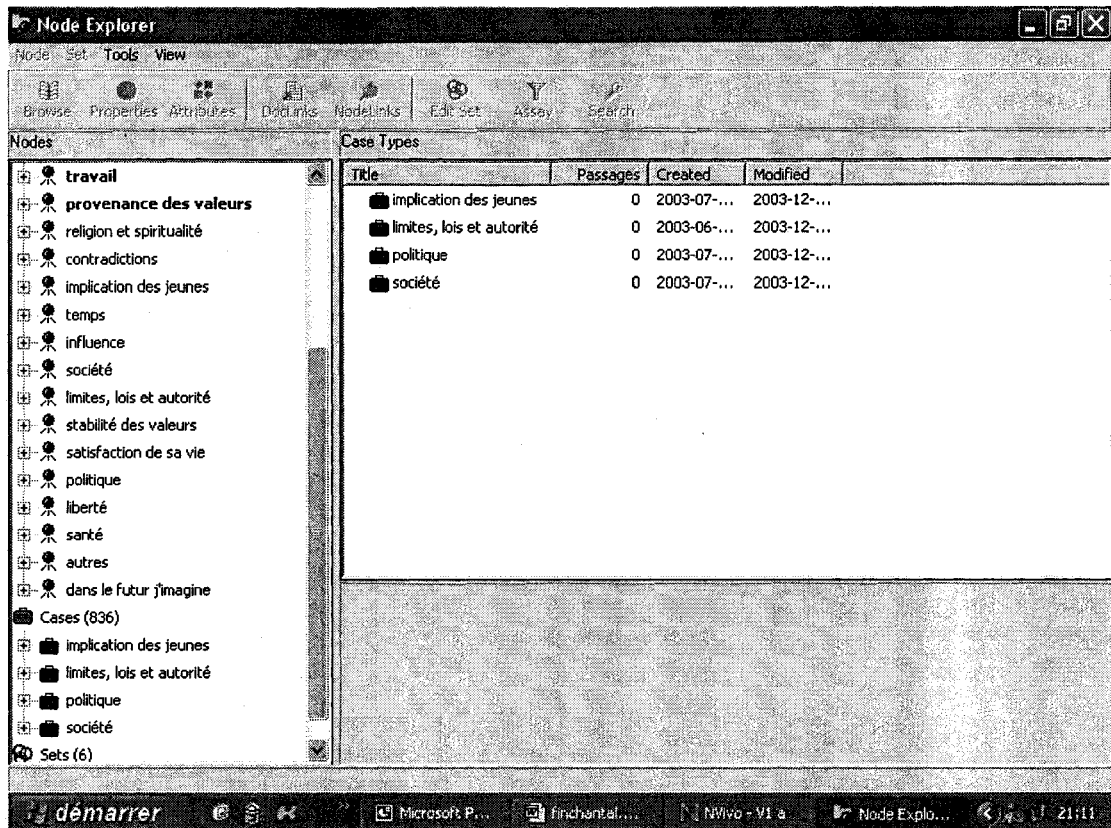 Node Explorer
Node Set Tools View
Browse Properties Attributes DocLinks NodeLinks Edit Set Assay Search
Nodes
travail
provenance des valeurs
religion et spiritualité
contradictions
implication des jeunes
temps
influence
société
limites, lois et autorité
stabilité des valeurs
satisfaction de sa vie
politique
liberté
santé
autres
dans le futur j'imagine
Cases (836)
implication des jeunes
limites, lois et autorité
politique
société
Sets (6)
Case Types
Title Passages Created Modified
implication des jeunes 0 2003-07-... 2003-12-...
limites, lois et autorité 0 2003-06-... 2003-12-...
politique 0 2003-07-... 2003-12-...
société 0 2003-07-... 2003-12-...
démarrer Microsoft P... finchantal.... NVivo - V1 a Node Explo... 21:11